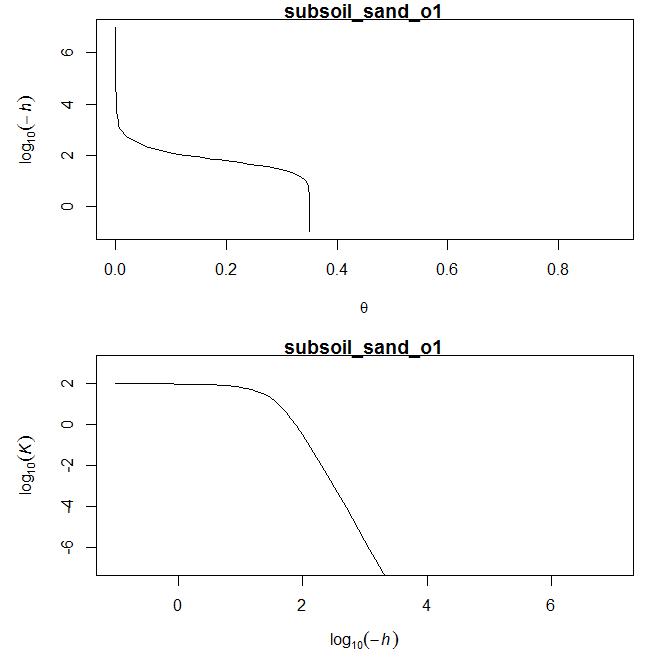 subsoil_sand_o1
log10(− h)
6
4
2
0
0.0 0.2 0.4 0.6 0.8
θ
subsoil_sand_o1
log10(K)
2
0
-2
-4
-6
0 2 4 6
log10(−h)